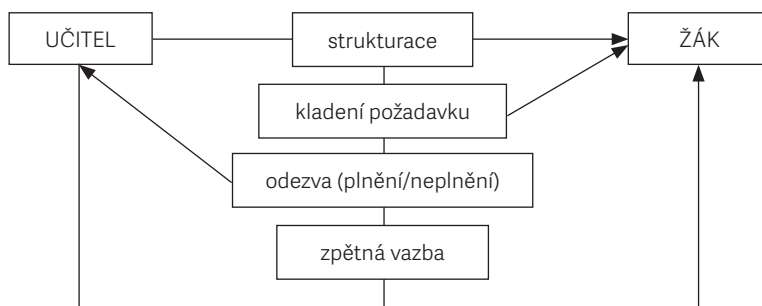 UČITEL
strukturace
ŽÁK
kladení požadavku
odezva (plnění/neplnění)
zpětná vazba